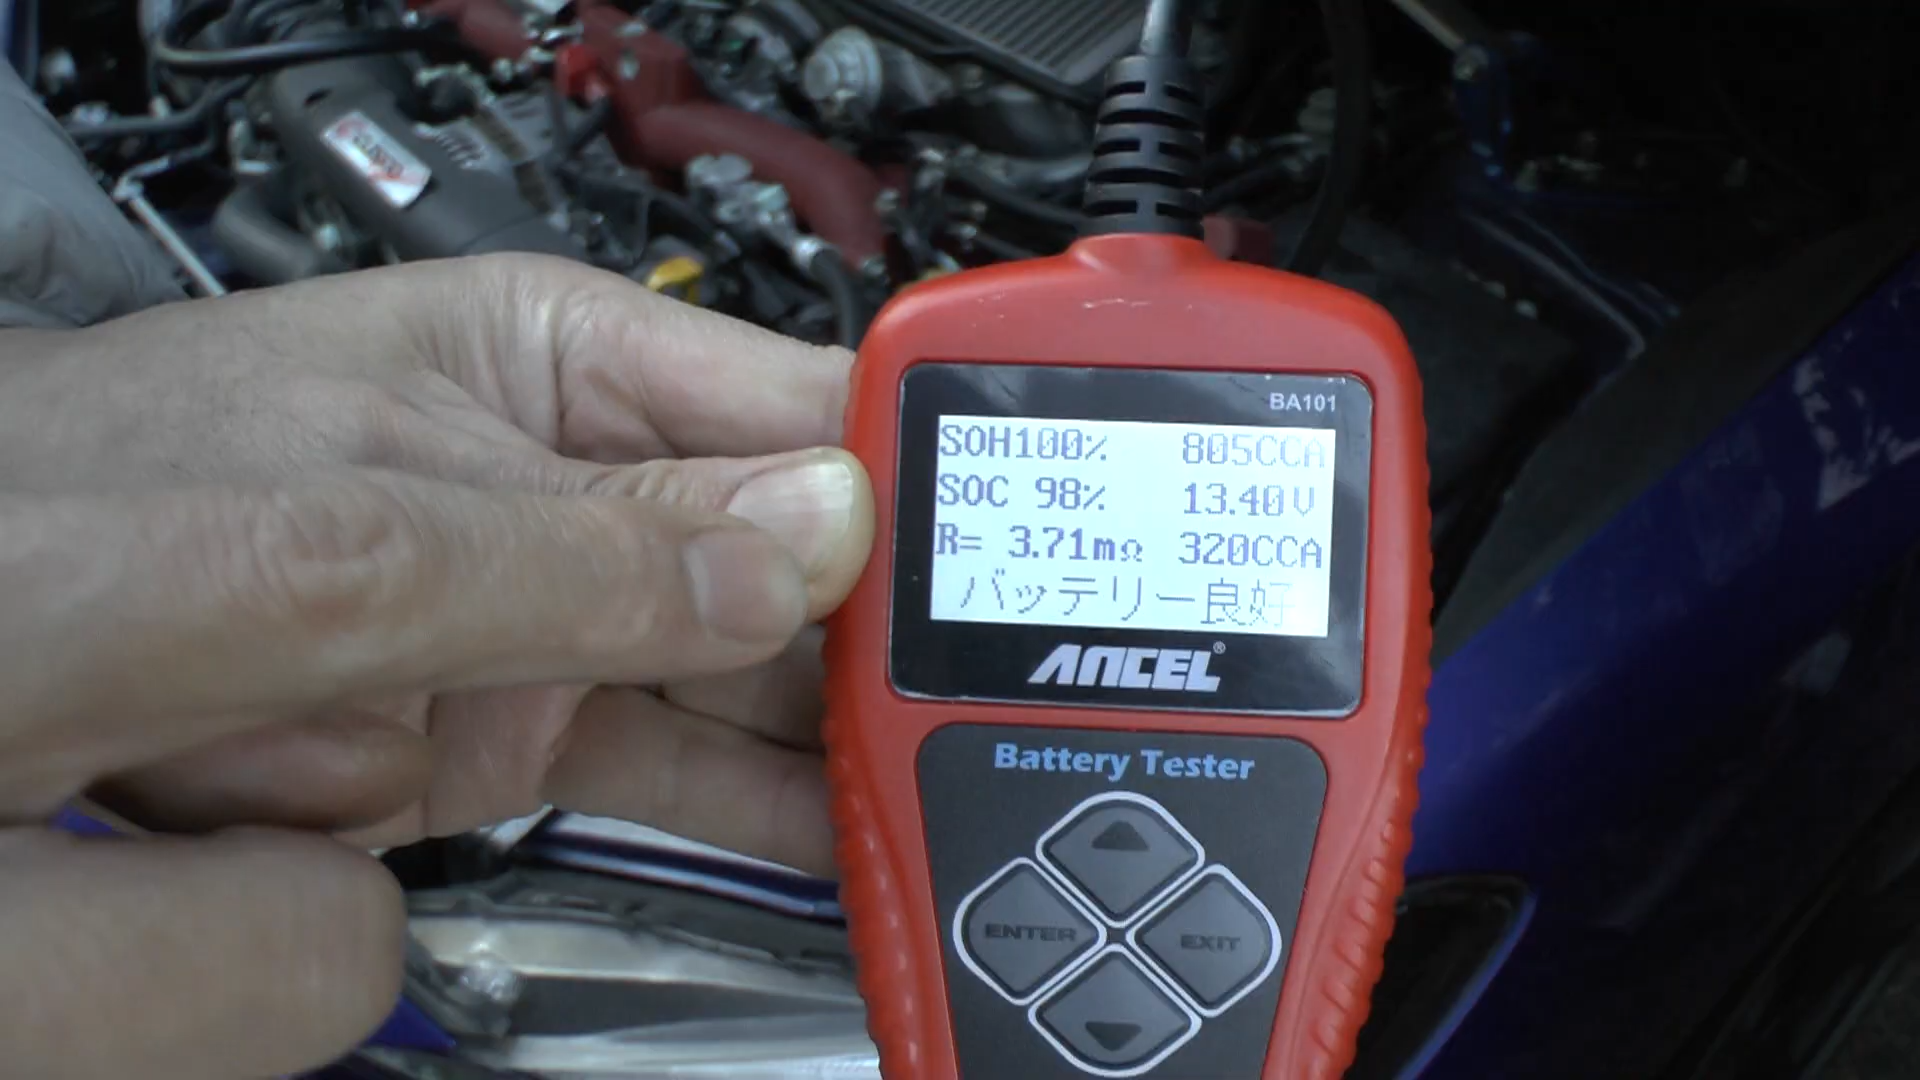 BA101
SOH100% 805CCA
SOC 98% 13.40V
R= 3.71mΩ 320CCA
バッテリー良好
ANCEL®
Battery Tester
ENTER EXIT